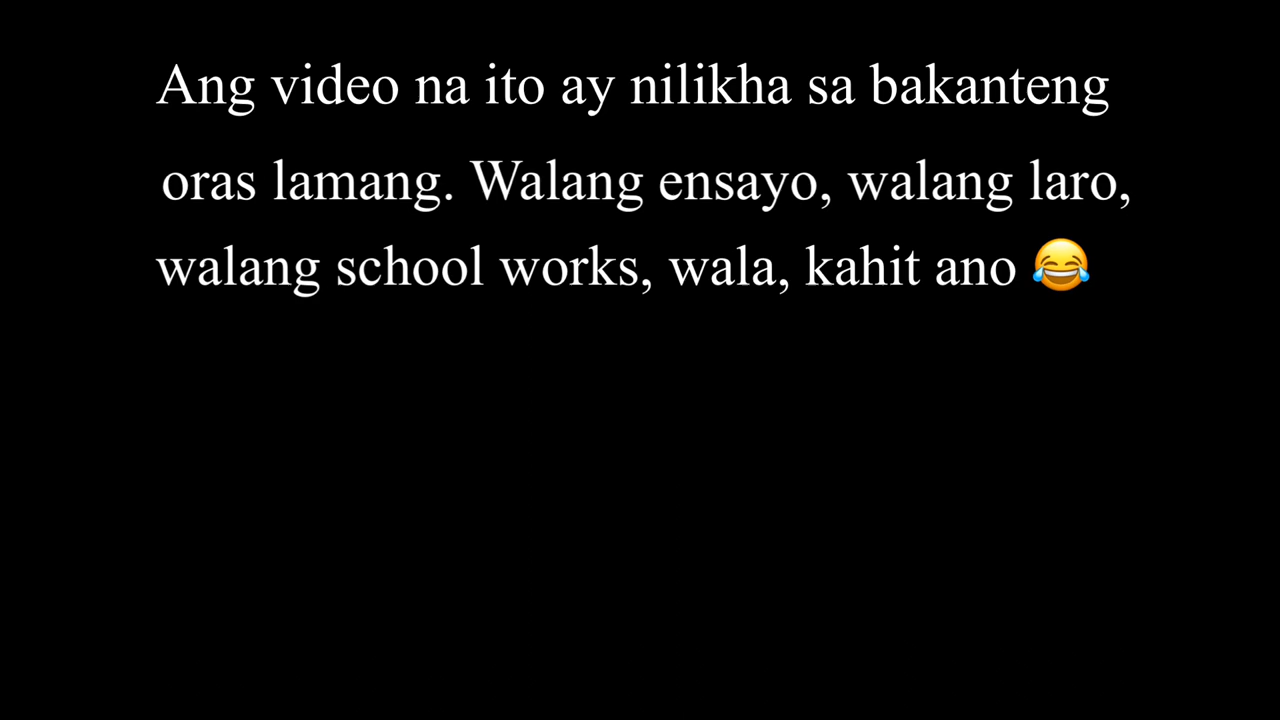 Ang video na ito ay nilikha sa bakanteng
oras lamang. Walang ensayo, walang laro,
walang school works, wala, kahit ano 😂